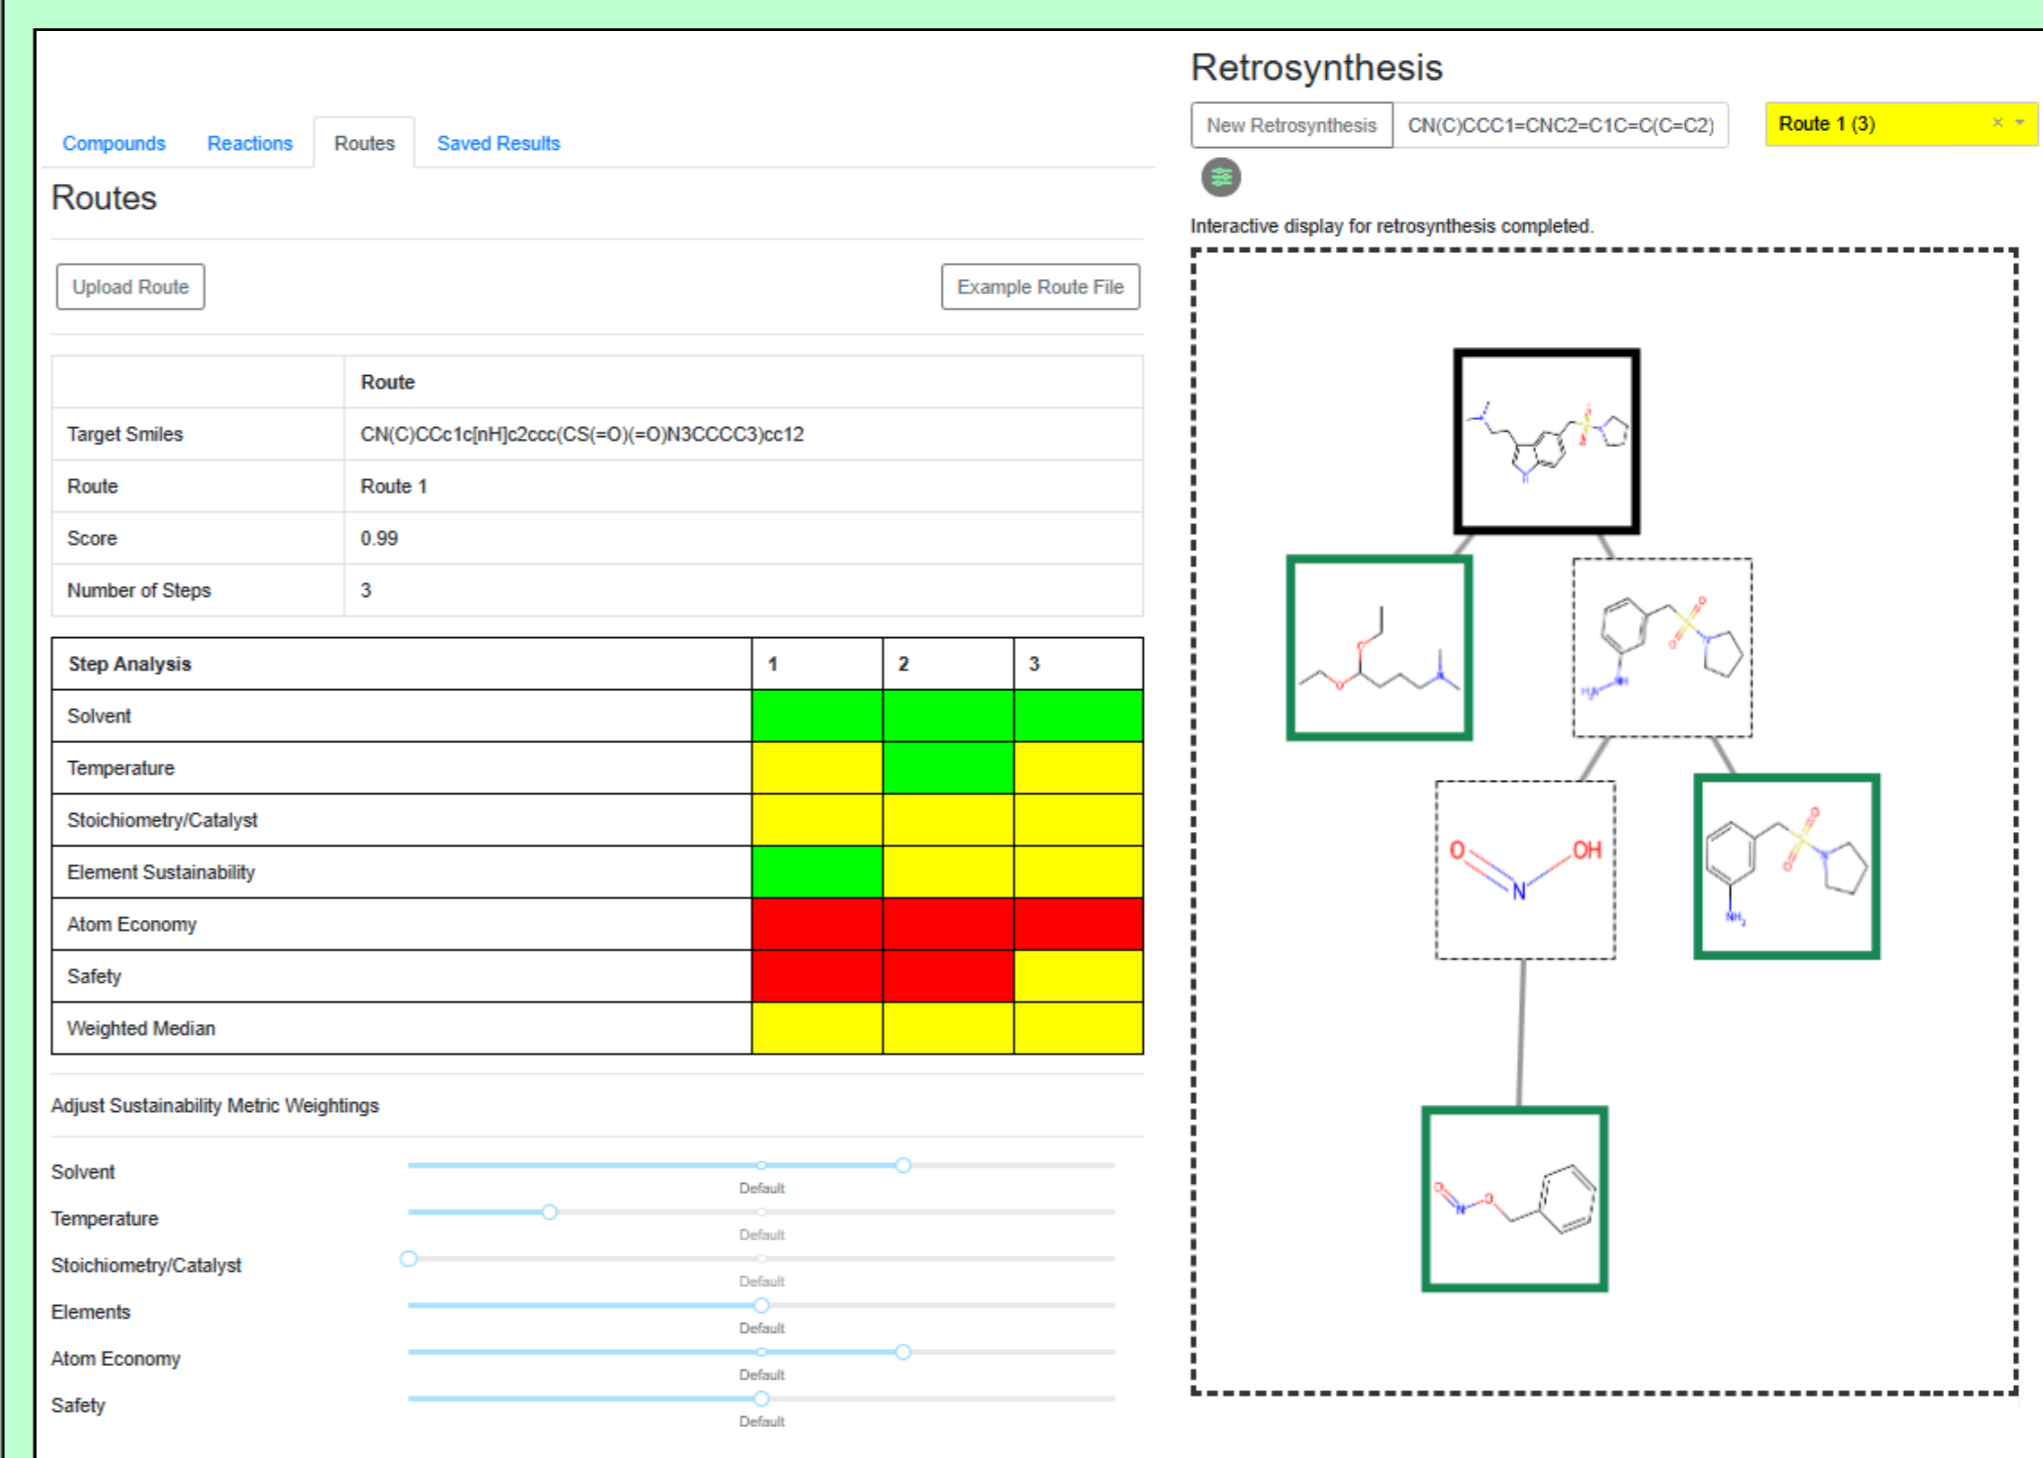 Compounds Reactions Routes Saved Results
Routes
Upload Route Example Route File
Route
Target Smiles CN(C)CCc1c[nH]c2ccc(CS(=O)(=O)N3CCCC3)cc12
Route Route 1
Score 0.99
Number of Steps 3
Step Analysis 1 2 3
Solvent
Temperature
Stoichiometry/Catalyst
Element Sustainability
Atom Economy
Safety
Weighted Median
Adjust Sustainability Metric Weightings
Solvent
Default
Temperature
Default
Stoichiometry/Catalyst
Default
Elements
Default
Atom Economy
Default
Safety
Default
Retrosynthesis
New Retrosynthesis CN(C)CCC1=CNC2=C1C=C(C=C2) Route 1 (3) ×
Interactive display for retrosynthesis completed.
O OH
N
NH2